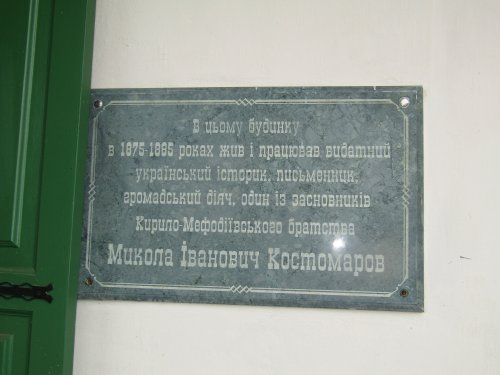 В цьому будинку
в 1875-1885 роках жив і працював видатний
український історик, письменник,
громадський діяч, один із засновників
Кирило-Мефодіївського братства
Микола Іванович Костомаров